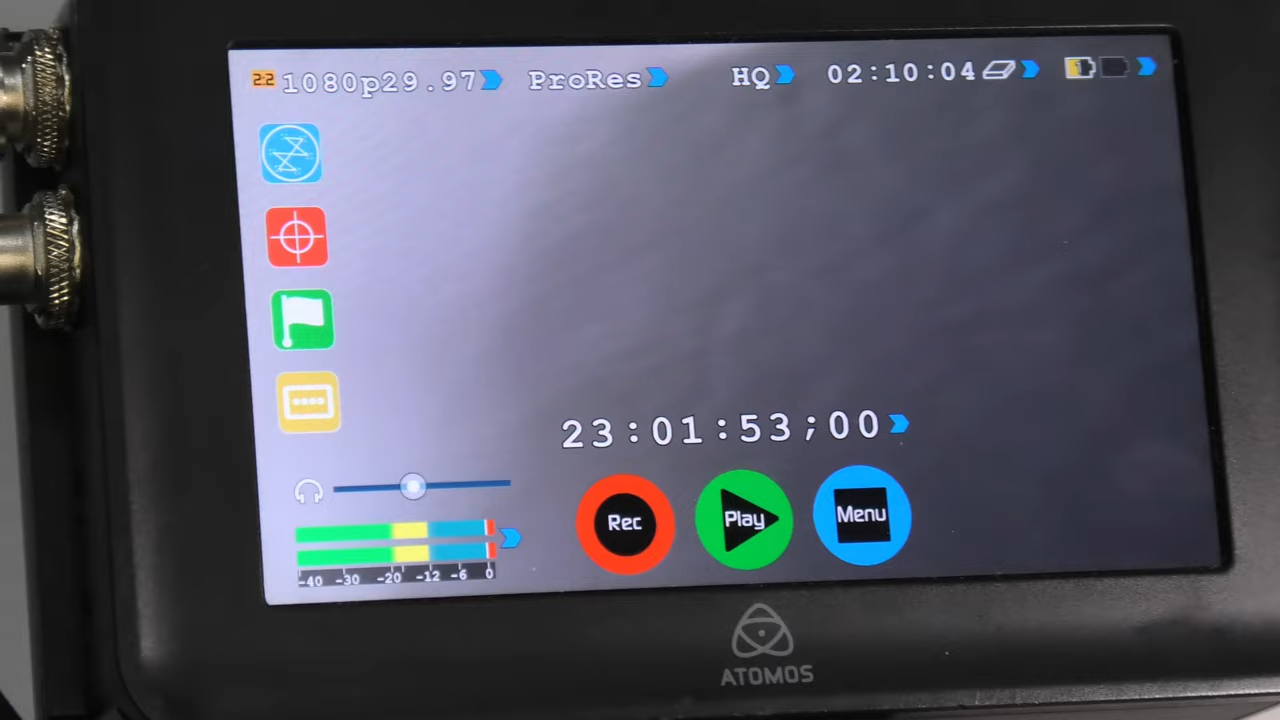 2:2 1080p29.97 ProRes HQ 02:10:04
23:01:53;00
Rec Play Menu
-40 -30 -20 -12 -6 0
ATOMOS